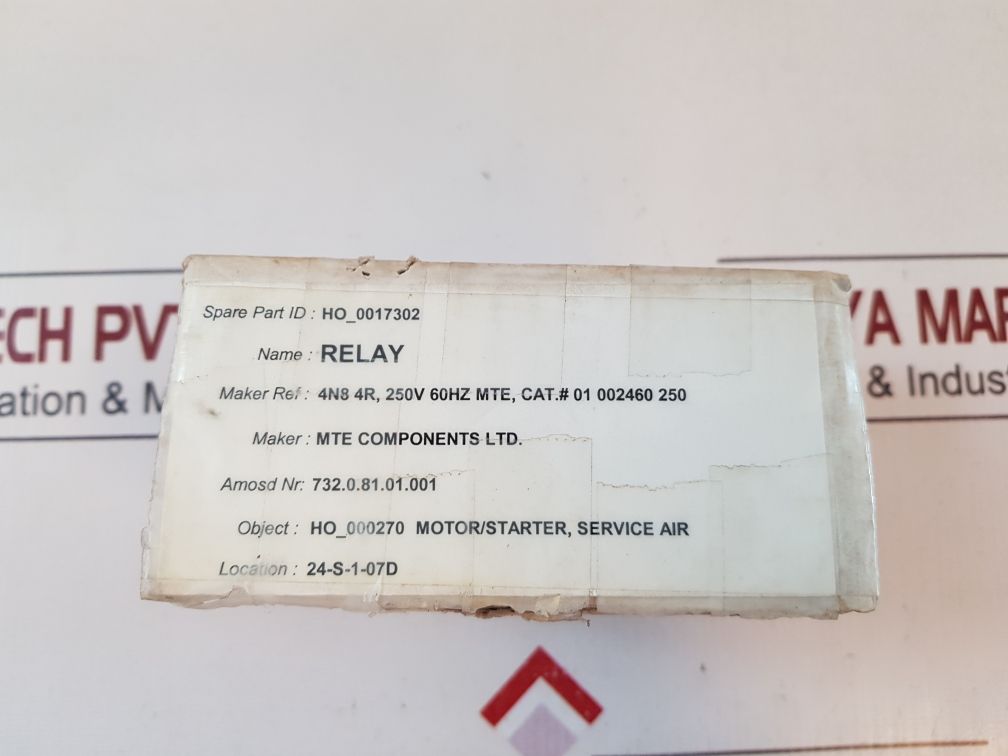 Spare Part ID : HO_0017302
Name : RELAY
Maker Ref : 4N8 4R, 250V 60HZ MTE, CAT.# 01 002460 250
Maker : MTE COMPONENTS LTD.
Amosd Nr: 732.0.81.01.001
Object : HO_000270 MOTOR/STARTER, SERVICE AIR
Location : 24-S-1-07D
ECH PV
YA MAR
ation & M
& Indust